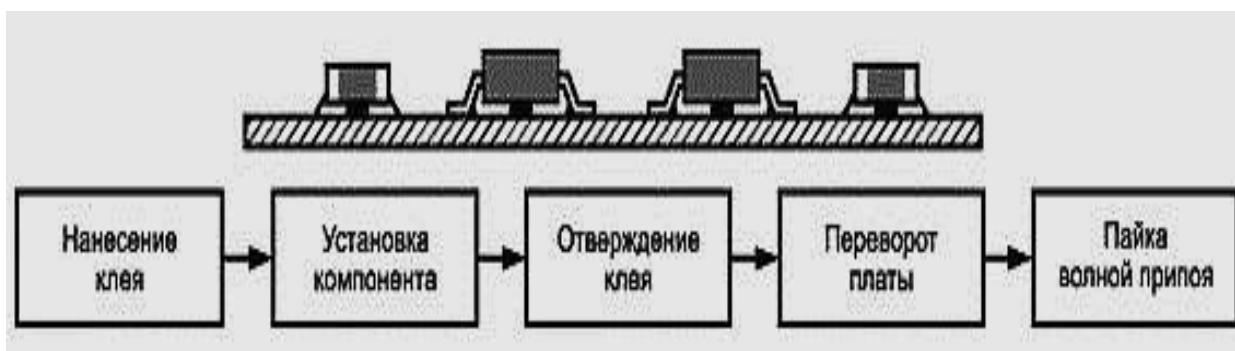 Нанесение
клея
Установка
компонента
Отверждение
клея
Переворот
платы
Пайка
волной припоя